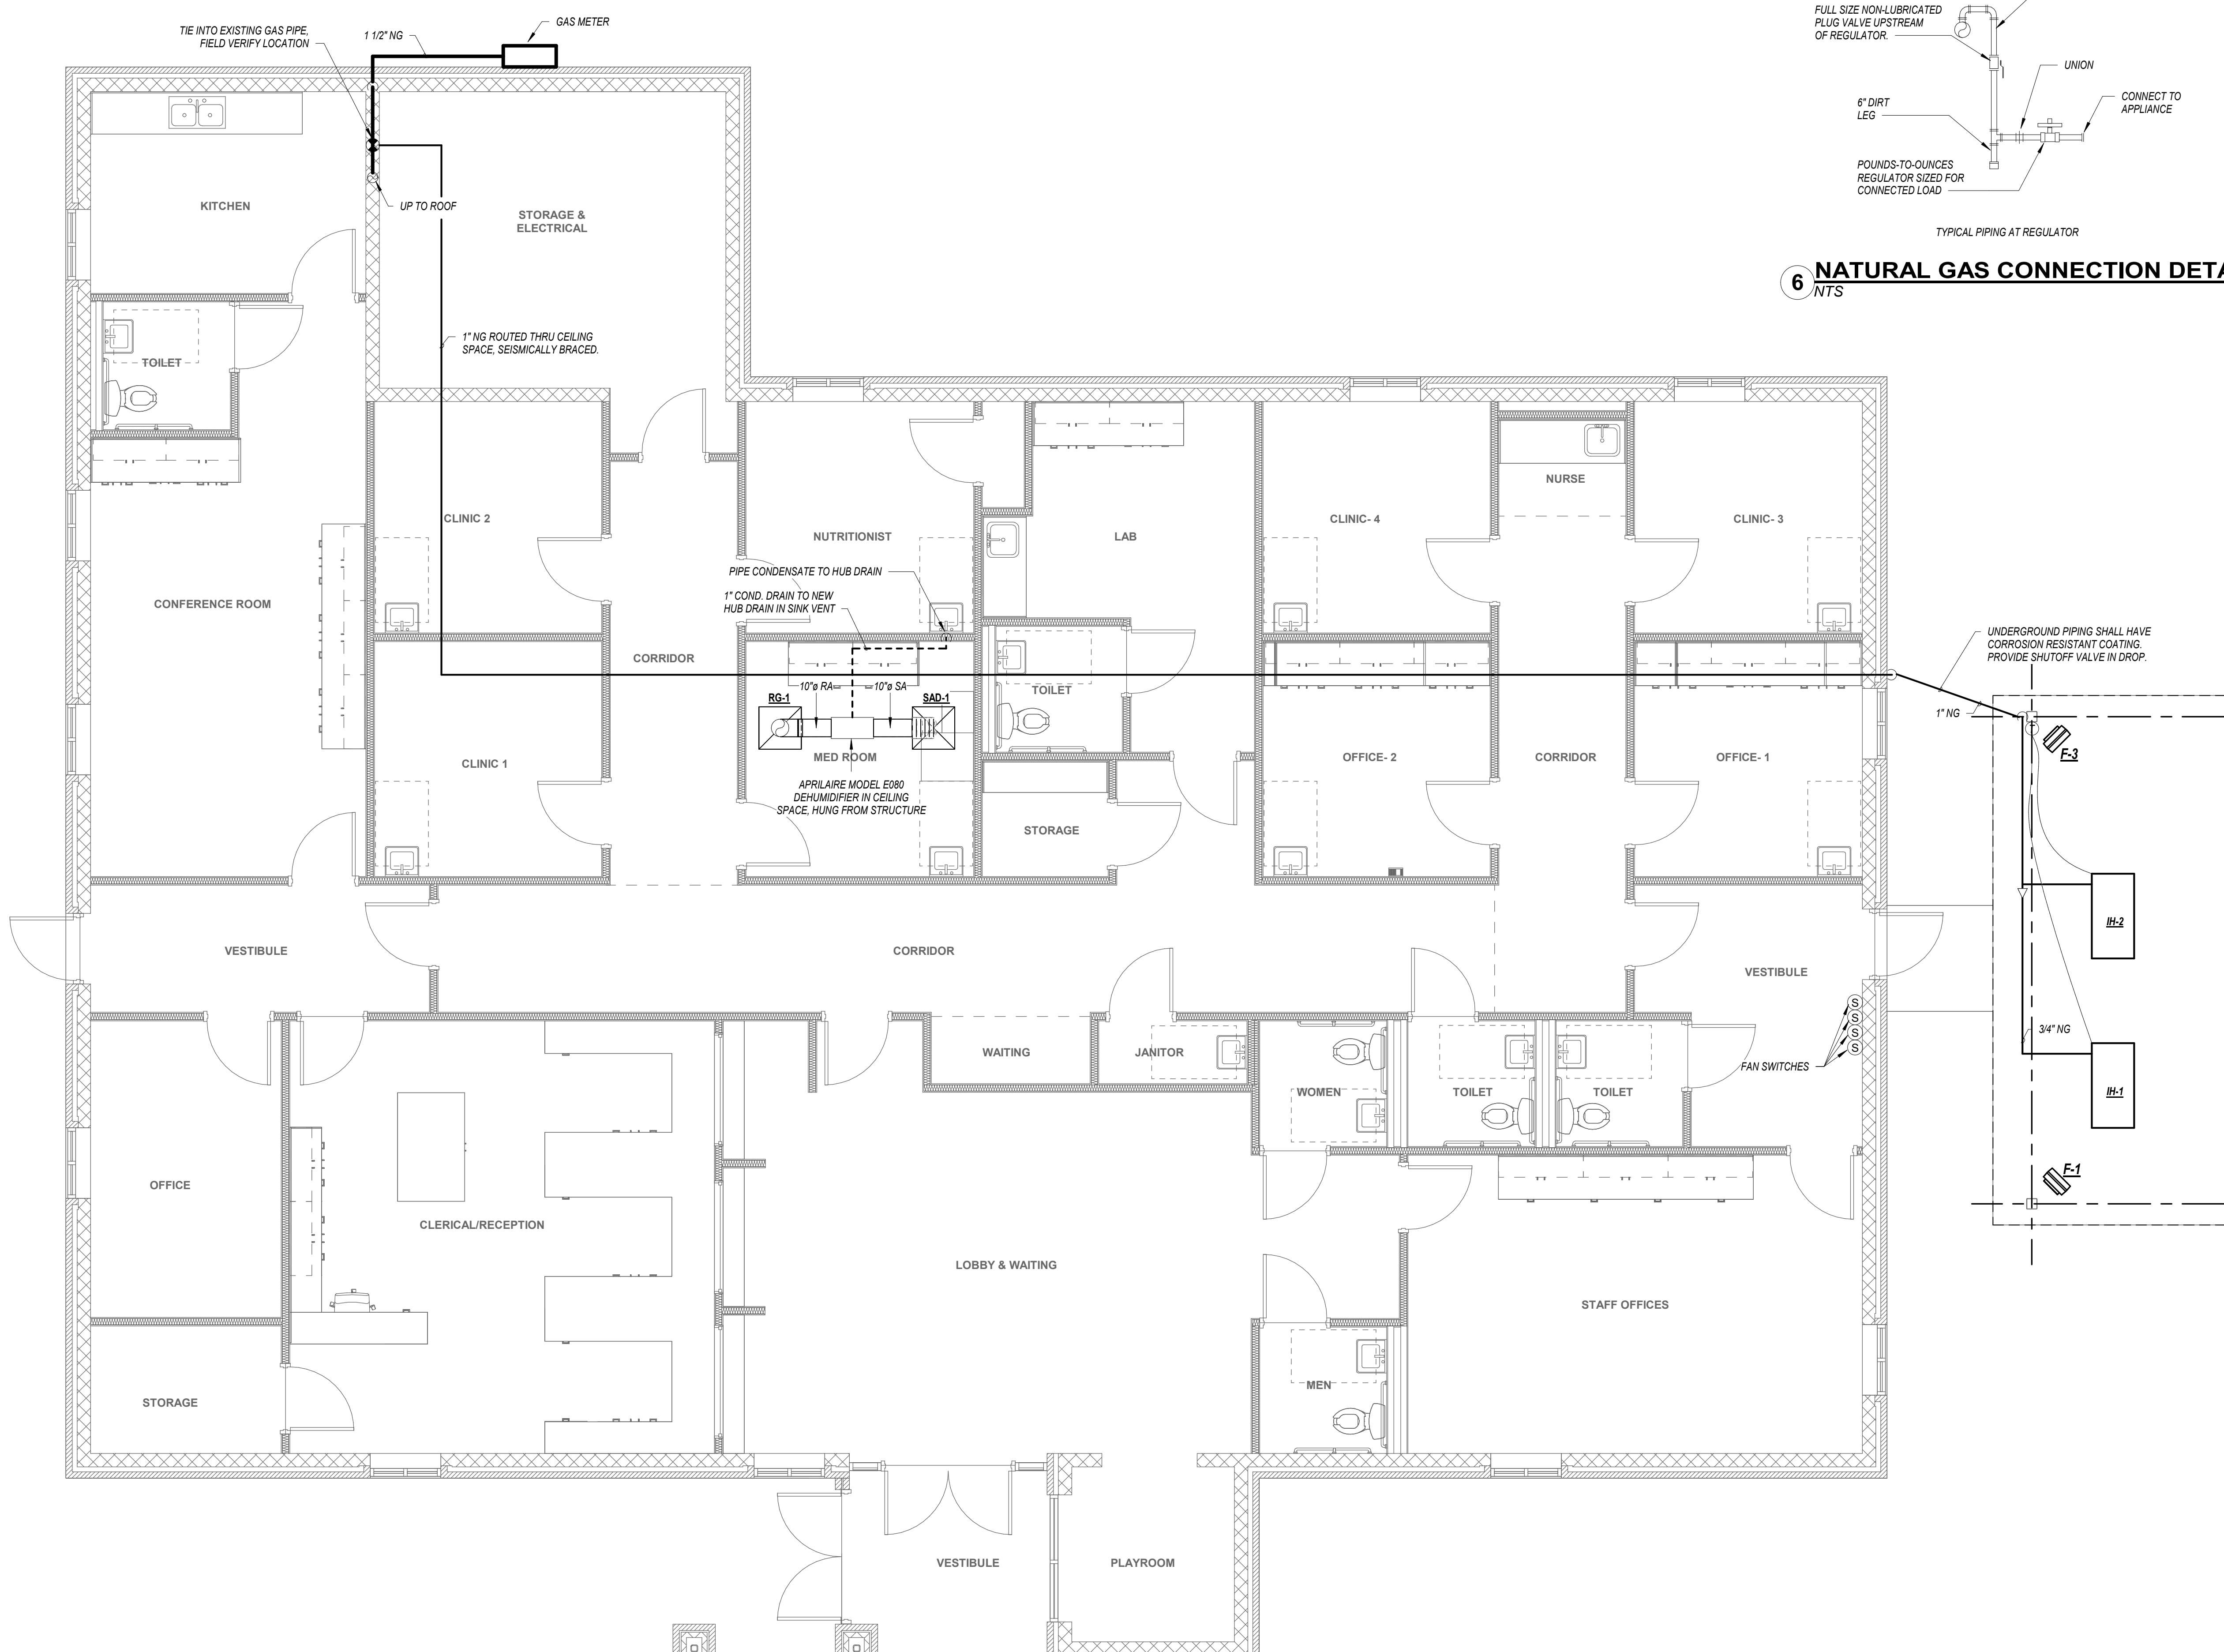 TIE INTO EXISTING GAS PIPE,
FIELD VERIFY LOCATION
1 1/2" NG
GAS METER
UP TO ROOF
KITCHEN
STORAGE &
ELECTRICAL
TOILET
1" NG ROUTED THRU CEILING
SPACE, SEISMICALLY BRACED.
FULL SIZE NON-LUBRICATED
PLUG VALVE UPSTREAM
OF REGULATOR.
UNION
6" DIRT
LEG
CONNECT TO
APPLIANCE
POUNDS-TO-OUNCES
REGULATOR SIZED FOR
CONNECTED LOAD
TYPICAL PIPING AT REGULATOR
6 NATURAL GAS CONNECTION DETA
NTS
CLINIC 2
NUTRITIONIST
LAB
CLINIC- 4
NURSE
CLINIC- 3
CONFERENCE ROOM
PIPE CONDENSATE TO HUB DRAIN
1" COND. DRAIN TO NEW
HUB DRAIN IN SINK VENT
CORRIDOR
10"ø RA
10"ø SA
RG-1
SAD-1
TOILET
CLINIC 1
MED ROOM
APRILAIRE MODEL E080
DEHUMIDIFIER IN CEILING
SPACE, HUNG FROM STRUCTURE
STORAGE
OFFICE- 2
CORRIDOR
OFFICE- 1
UNDERGROUND PIPING SHALL HAVE
CORROSION RESISTANT COATING.
PROVIDE SHUTOFF VALVE IN DROP.
1" NG
F-3
IH-2
3/4" NG
IH-1
F-1
VESTIBULE
CORRIDOR
VESTIBULE
S
S
S
S
FAN SWITCHES
WAITING
JANITOR
WOMEN
TOILET
TOILET
OFFICE
CLERICAL/RECEPTION
LOBBY & WAITING
STAFF OFFICES
STORAGE
MEN
VESTIBULE
PLAYROOM